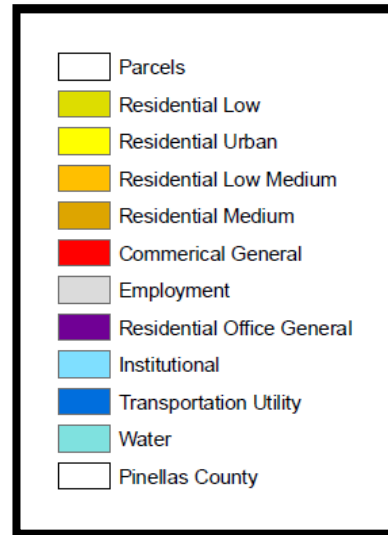 Parcels
Residential Low
Residential Urban
Residential Low Medium
Residential Medium
Commerical General
Employment
Residential Office General
Institutional
Transportation Utility
Water
Pinellas County